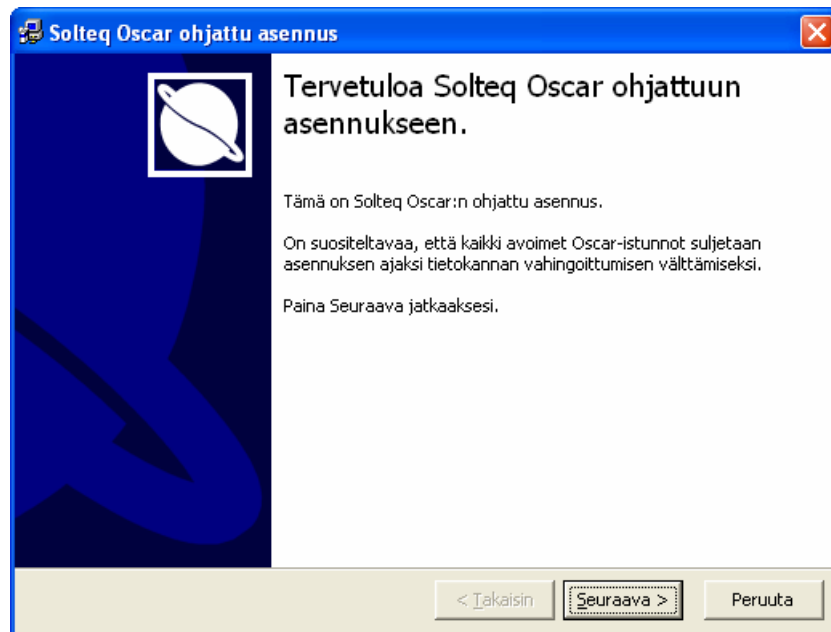 Solteq Oscar ohjattu asennus
Tervetuloa Solteq Oscar ohjattuun
asennukseen.
Tämä on Solteq Oscar:n ohjattu asennus.
On suositeltavaa, että kaikki avoimet Oscar-istunnot suljetaan
asennuksen ajaksi tietokannan vahingoittumisen välttämiseksi.
Paina Seuraava jatkaaksesi.
< Takaisin
Seuraava >
Peruuta